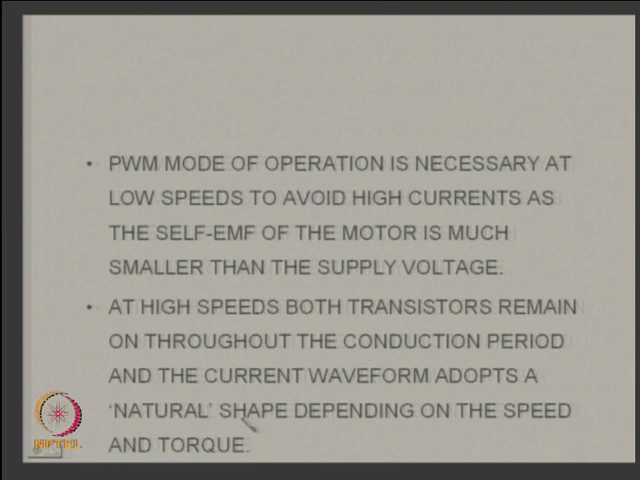 • PWM MODE OF OPERATION IS NECESSARY AT
LOW SPEEDS TO AVOID HIGH CURRENTS AS
THE SELF-EMF OF THE MOTOR IS MUCH
SMALLER THAN THE SUPPLY VOLTAGE.
• AT HIGH SPEEDS BOTH TRANSISTORS REMAIN
ON THROUGHOUT THE CONDUCTION PERIOD
AND THE CURRENT WAVEFORM ADOPTS A
‘NATURAL’ SHAPE DEPENDING ON THE SPEED
AND TORQUE.
NPTEL